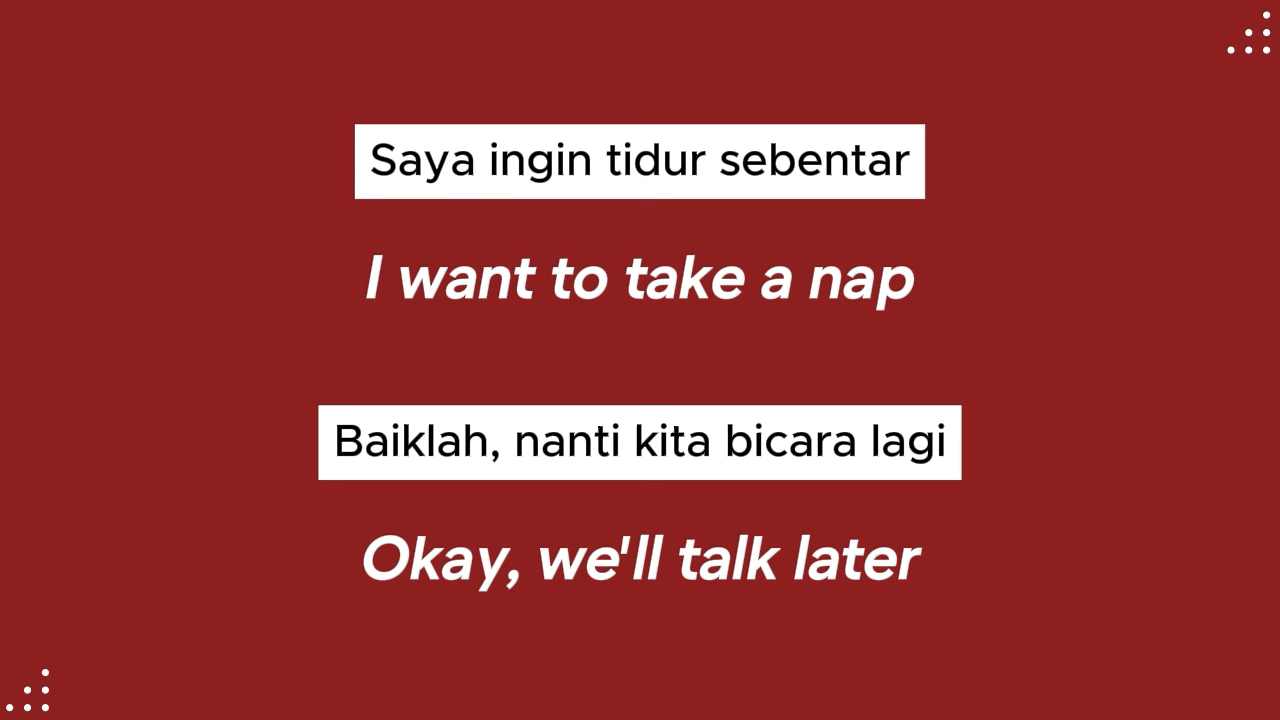 Saya ingin tidur sebentar
I want to take a nap
Baiklah, nanti kita bicara lagi
Okay, we'll talk later